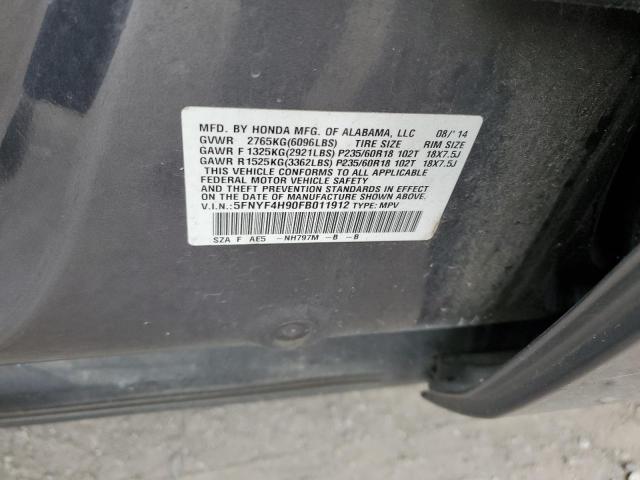 MFD. BY HONDA MFG. OF ALABAMA, LLC 08/'14
GVWR 2765KG(6096LBS) TIRE SIZE RIM SIZE
GAWR F 1325KG(2921LBS) P235/60R18 102T 18X7.5J
GAWR R 1525KG(3362LBS) P235/60R18 102T 18X7.5J
THIS VEHICLE CONFORMS TO ALL APPLICABLE
FEDERAL MOTOR VEHICLE SAFETY
AND THEFT PREVENTION STANDARDS IN EFFECT
ON THE DATE OF MANUFACTURE SHOWN ABOVE.
V.I.N.: 5FNYF4H90FB011912 TYPE: MPV
SZA F AE5 -NH797M -B -B